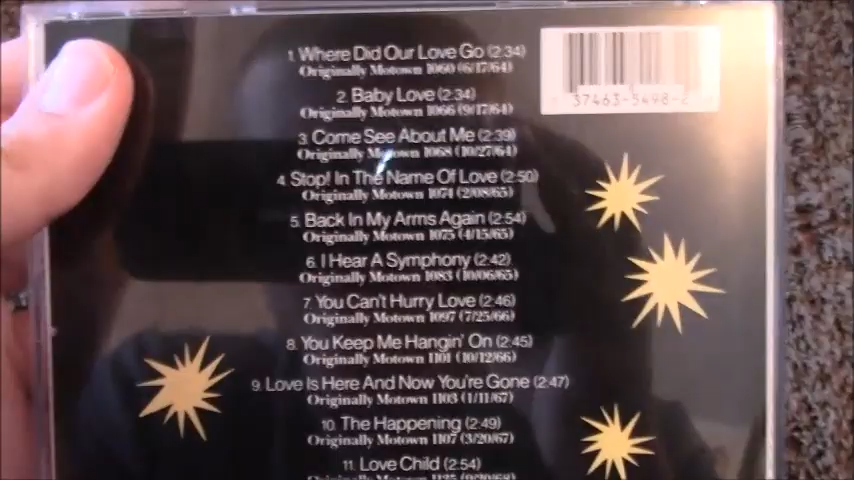 1. Where Did Our Love Go (2:34)
Originally Motown 1060 (6/17/64)
2. Baby Love (2:34)
Originally Motown 1066 (9/17/64)
3. Come See About Me (2:39)
Originally Motown 1068 (10/27/64)
4. Stop! In The Name Of Love (2:50)
Originally Motown 1074 (2/08/65)
5. Back In My Arms Again (2:54)
Originally Motown 1075 (4/15/65)
6. I Hear A Symphony (2:42)
Originally Motown 1083 (10/06/65)
7. You Can't Hurry Love (2:46)
Originally Motown 1097 (7/25/66)
8. You Keep Me Hangin' On (2:45)
Originally Motown 1101 (10/12/66)
9. Love Is Here And Now You're Gone (2:47)
Originally Motown 1103 (1/11/67)
10. The Happening (2:49)
Originally Motown 1107 (3/20/67)
11. Love Child (2:54)
Originally Motown 1135
37463-5498-2